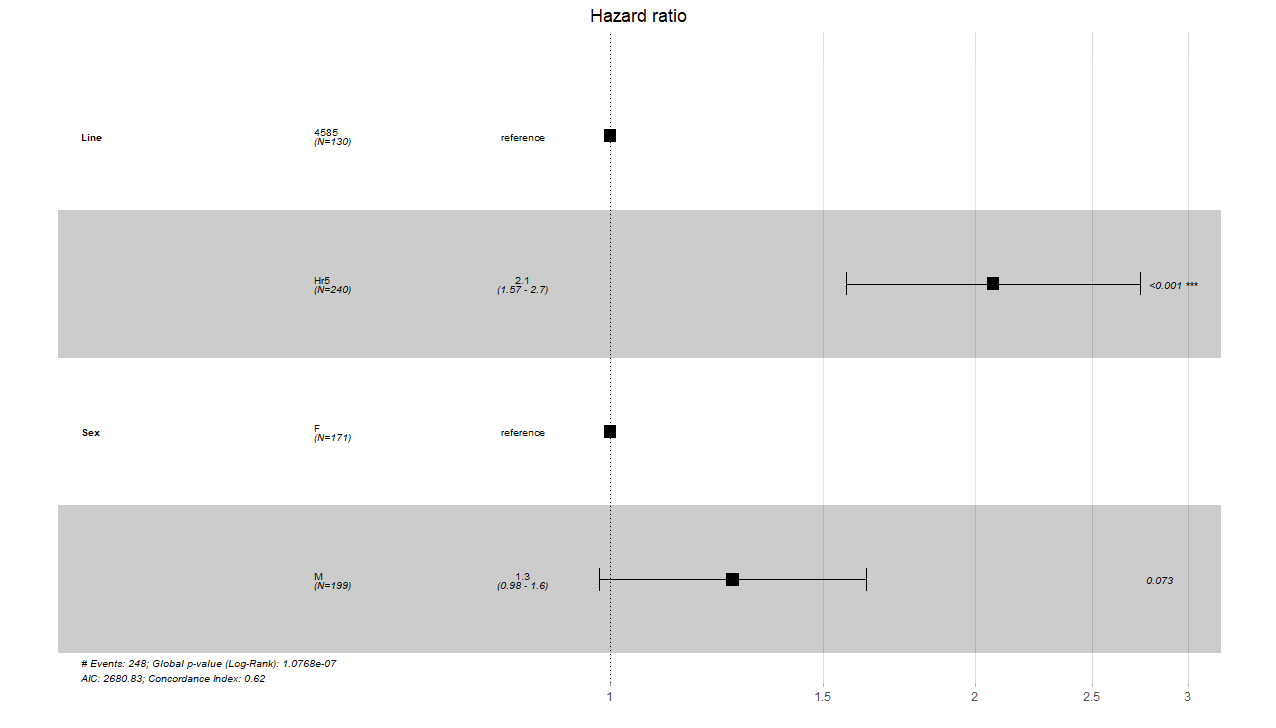 Hazard ratio
Line
4585
(N=130)
reference
Hr5
(N=240)
2.1
(1.57 - 2.7)
<0.001 ***
Sex
F
(N=171)
reference
M
(N=199)
1.3
(0.98 - 1.6)
0.073
# Events: 248; Global p-value (Log-Rank): 1.0768e-07
AIC: 2680.83; Concordance Index: 0.62
1 1.5 2 2.5 3